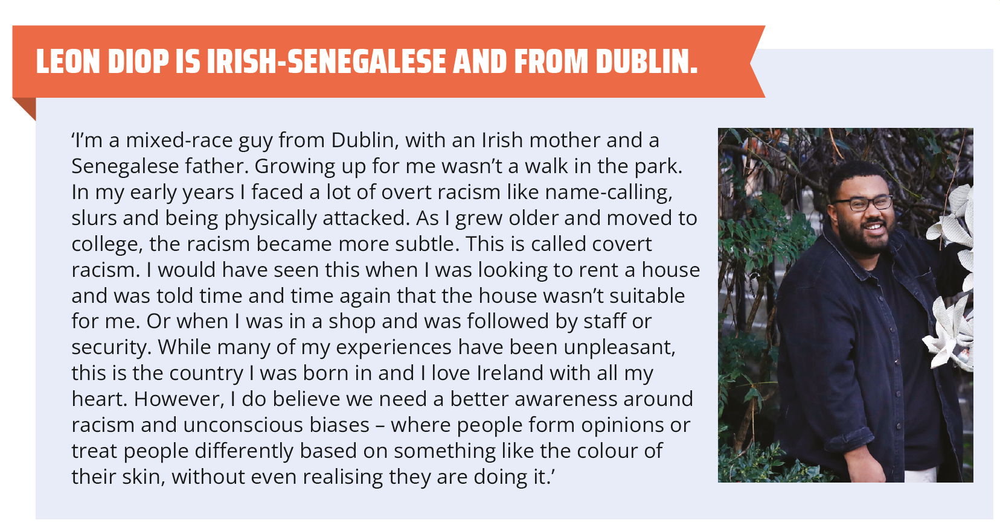 LEON DIOP IS IRISH-SENEGALESE AND FROM DUBLIN.
‘I’m a mixed-race guy from Dublin, with an Irish mother and a
Senegalese father. Growing up for me wasn’t a walk in the park.
In my early years I faced a lot of overt racism like name-calling,
slurs and being physically attacked. As I grew older and moved to
college, the racism became more subtle. This is called covert
racism. I would have seen this when I was looking to rent a house
and was told time and time again that the house wasn’t suitable
for me. Or when I was in a shop and was followed by staff or
security. While many of my experiences have been unpleasant,
this is the country I was born in and I love Ireland with all my
heart. However, I do believe we need a better awareness around
racism and unconscious biases – where people form opinions or
treat people differently based on something like the colour of
their skin, without even realising they are doing it.’